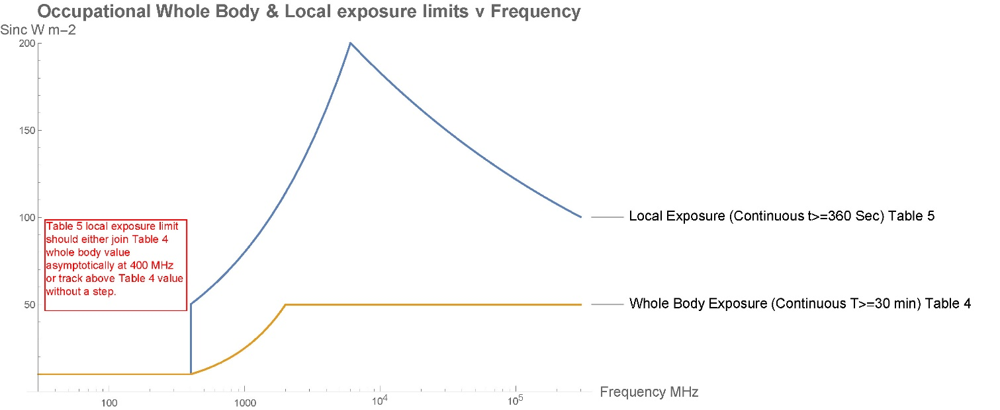 Occupational Whole Body & Local exposure limits v Frequency
Sinc W m−2
200
150
100
Local Exposure (Continuous t>=360 Sec) Table 5
Table 5 local exposure limit
should either join Table 4
whole body value
asymptotically at 400 MHz
or track above Table 4 value
without a step.
50
Whole Body Exposure (Continuous T>=30 min) Table 4
100
1000
10⁴
10⁵
Frequency MHz